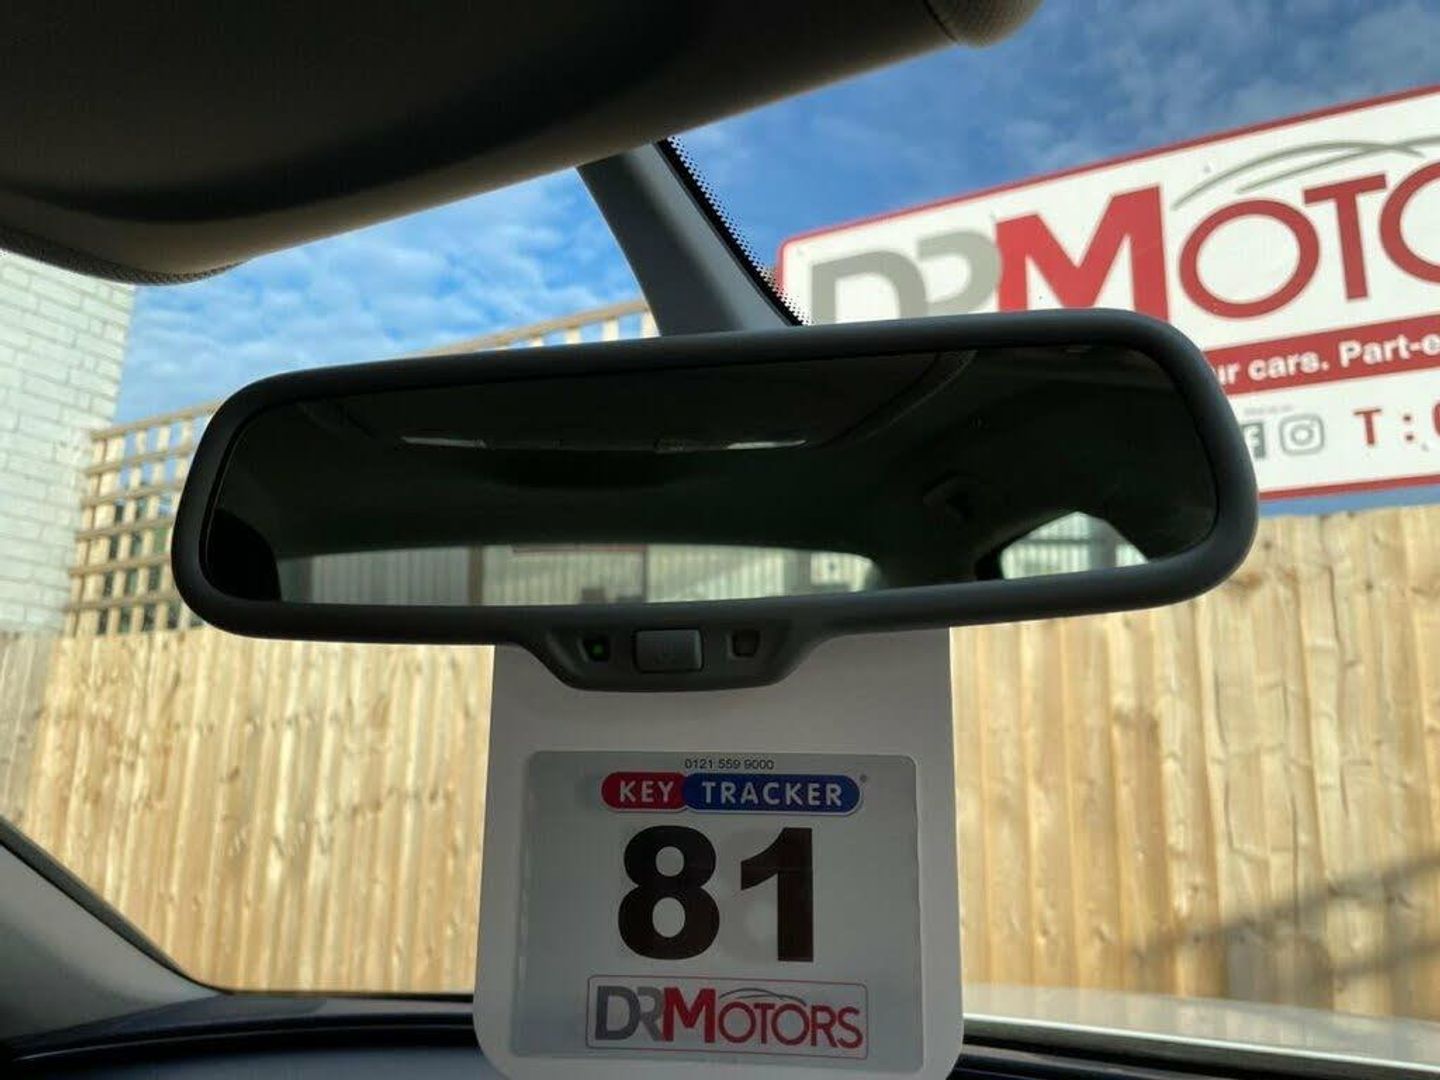 DRMOTO
ur cars. Part-e
T:
0121 559 9000
KEY TRACKER®
81
DRMOTORS